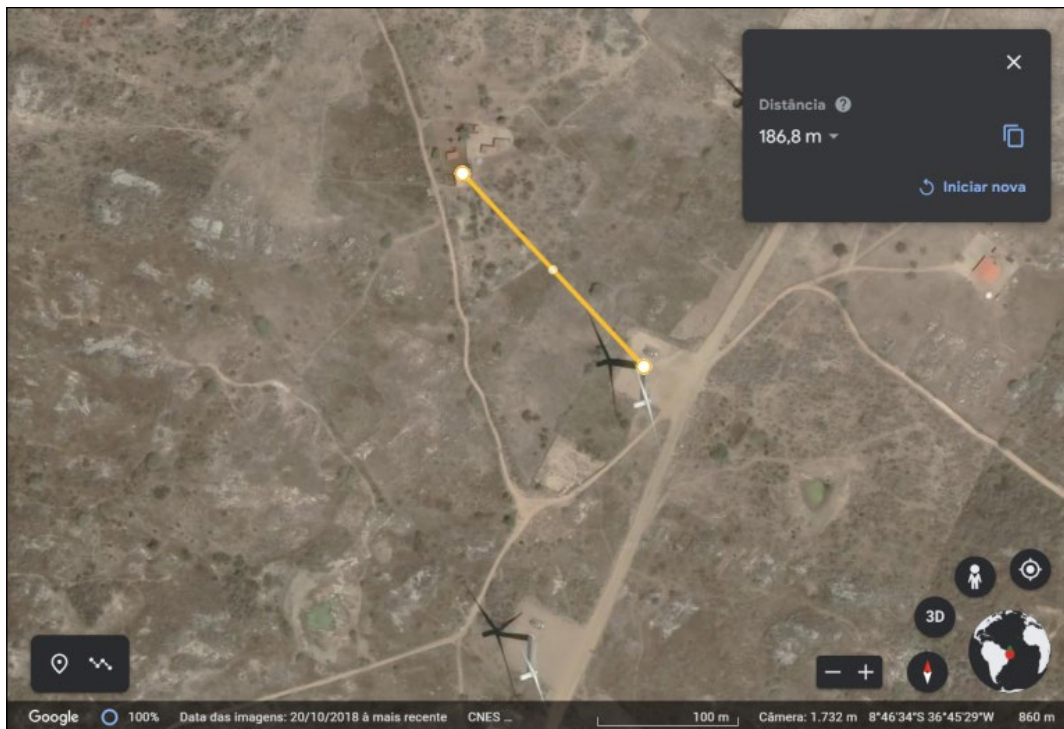 Distância
186,8 m
Iniciar nova
3D
Google 100% Data das imagens: 20/10/2018 à mais recente CNES ... 100 m Câmera: 1.732 m 8°46'34"S 36°45'29"W 860 m